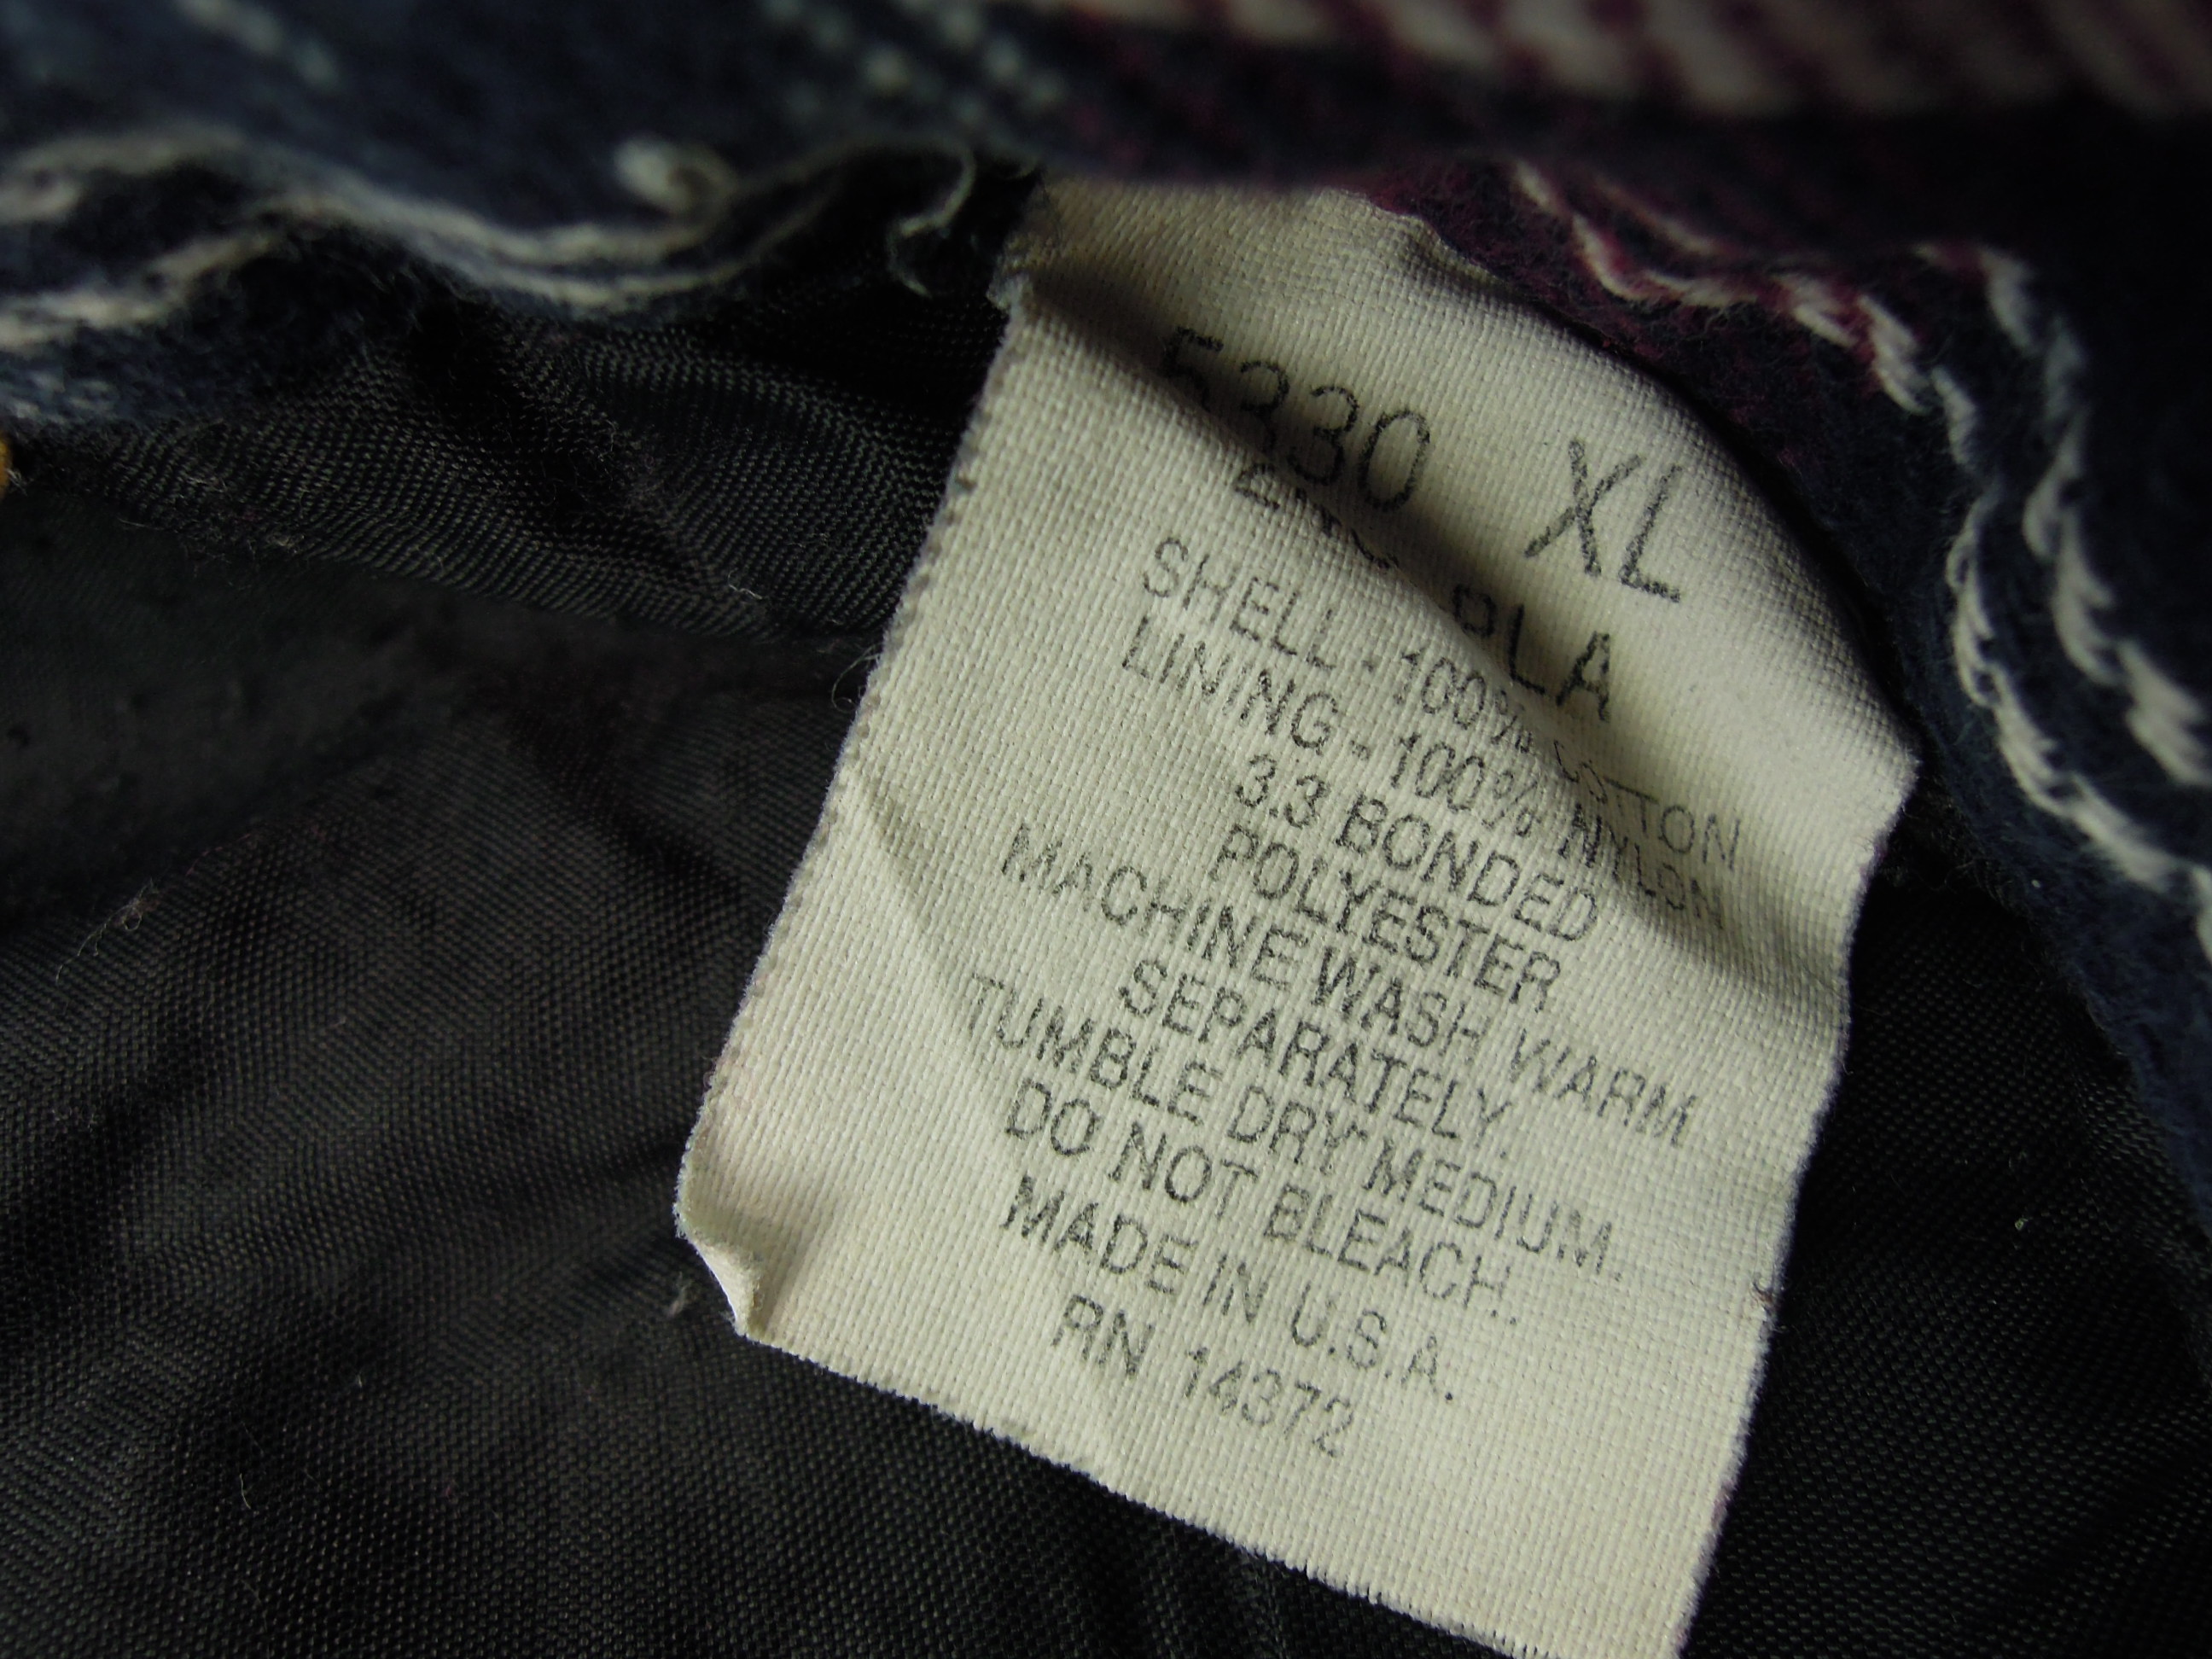 5330 XL
SHELL - 100% COTTON
LINING - 100% NYLON
3.3 BONDED
POLYESTER
MACHINE WASH WARM
SEPARATELY.
TUMBLE DRY MEDIUM.
DO NOT BLEACH.
MADE IN U.S.A.
RN 14372